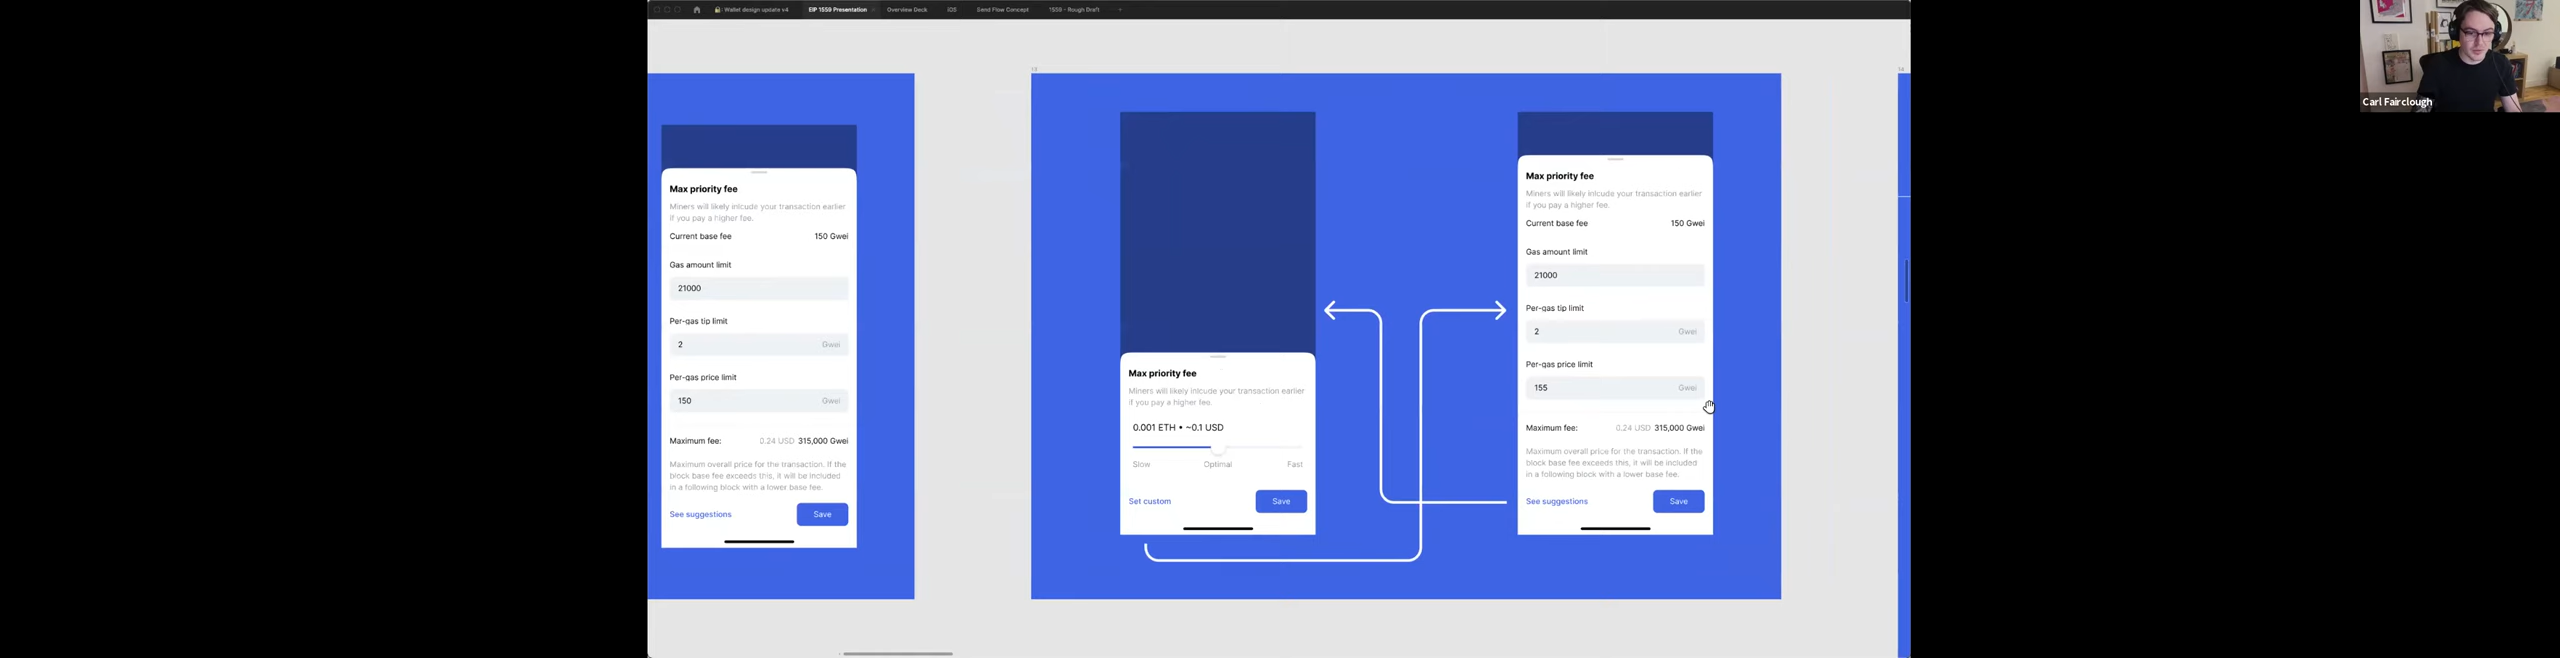 Wallet design update v4
EIP 1559 Presentation
Overview Deck
iOS
Send Flow Concept
1559 - Rough Draft
Carl Fairclough
13
14
Max priority fee
Miners will likely inlcude your transaction earlier
if you pay a higher fee.
Current base fee 150 Gwei
Gas amount limit
21000
Per-gas tip limit
2 Gwei
Per-gas price limit
150 Gwei
Maximum fee: 0.24 USD 315,000 Gwei
Maximum overall price for the transaction. If the
block base fee exceeds this, it will be included
in a following block with a lower base fee.
See suggestions Save
Max priority fee
Miners will likely inlcude your transaction earlier
if you pay a higher fee.
0.001 ETH • ~0.1 USD
Slow Optimal Fast
Set custom Save
Max priority fee
Miners will likely inlcude your transaction earlier
if you pay a higher fee.
Current base fee 150 Gwei
Gas amount limit
21000
Per-gas tip limit
2 Gwei
Per-gas price limit
155 Gwei
Maximum fee: 0.24 USD 315,000 Gwei
Maximum overall price for the transaction. If the
block base fee exceeds this, it will be included
in a following block with a lower base fee.
See suggestions Save